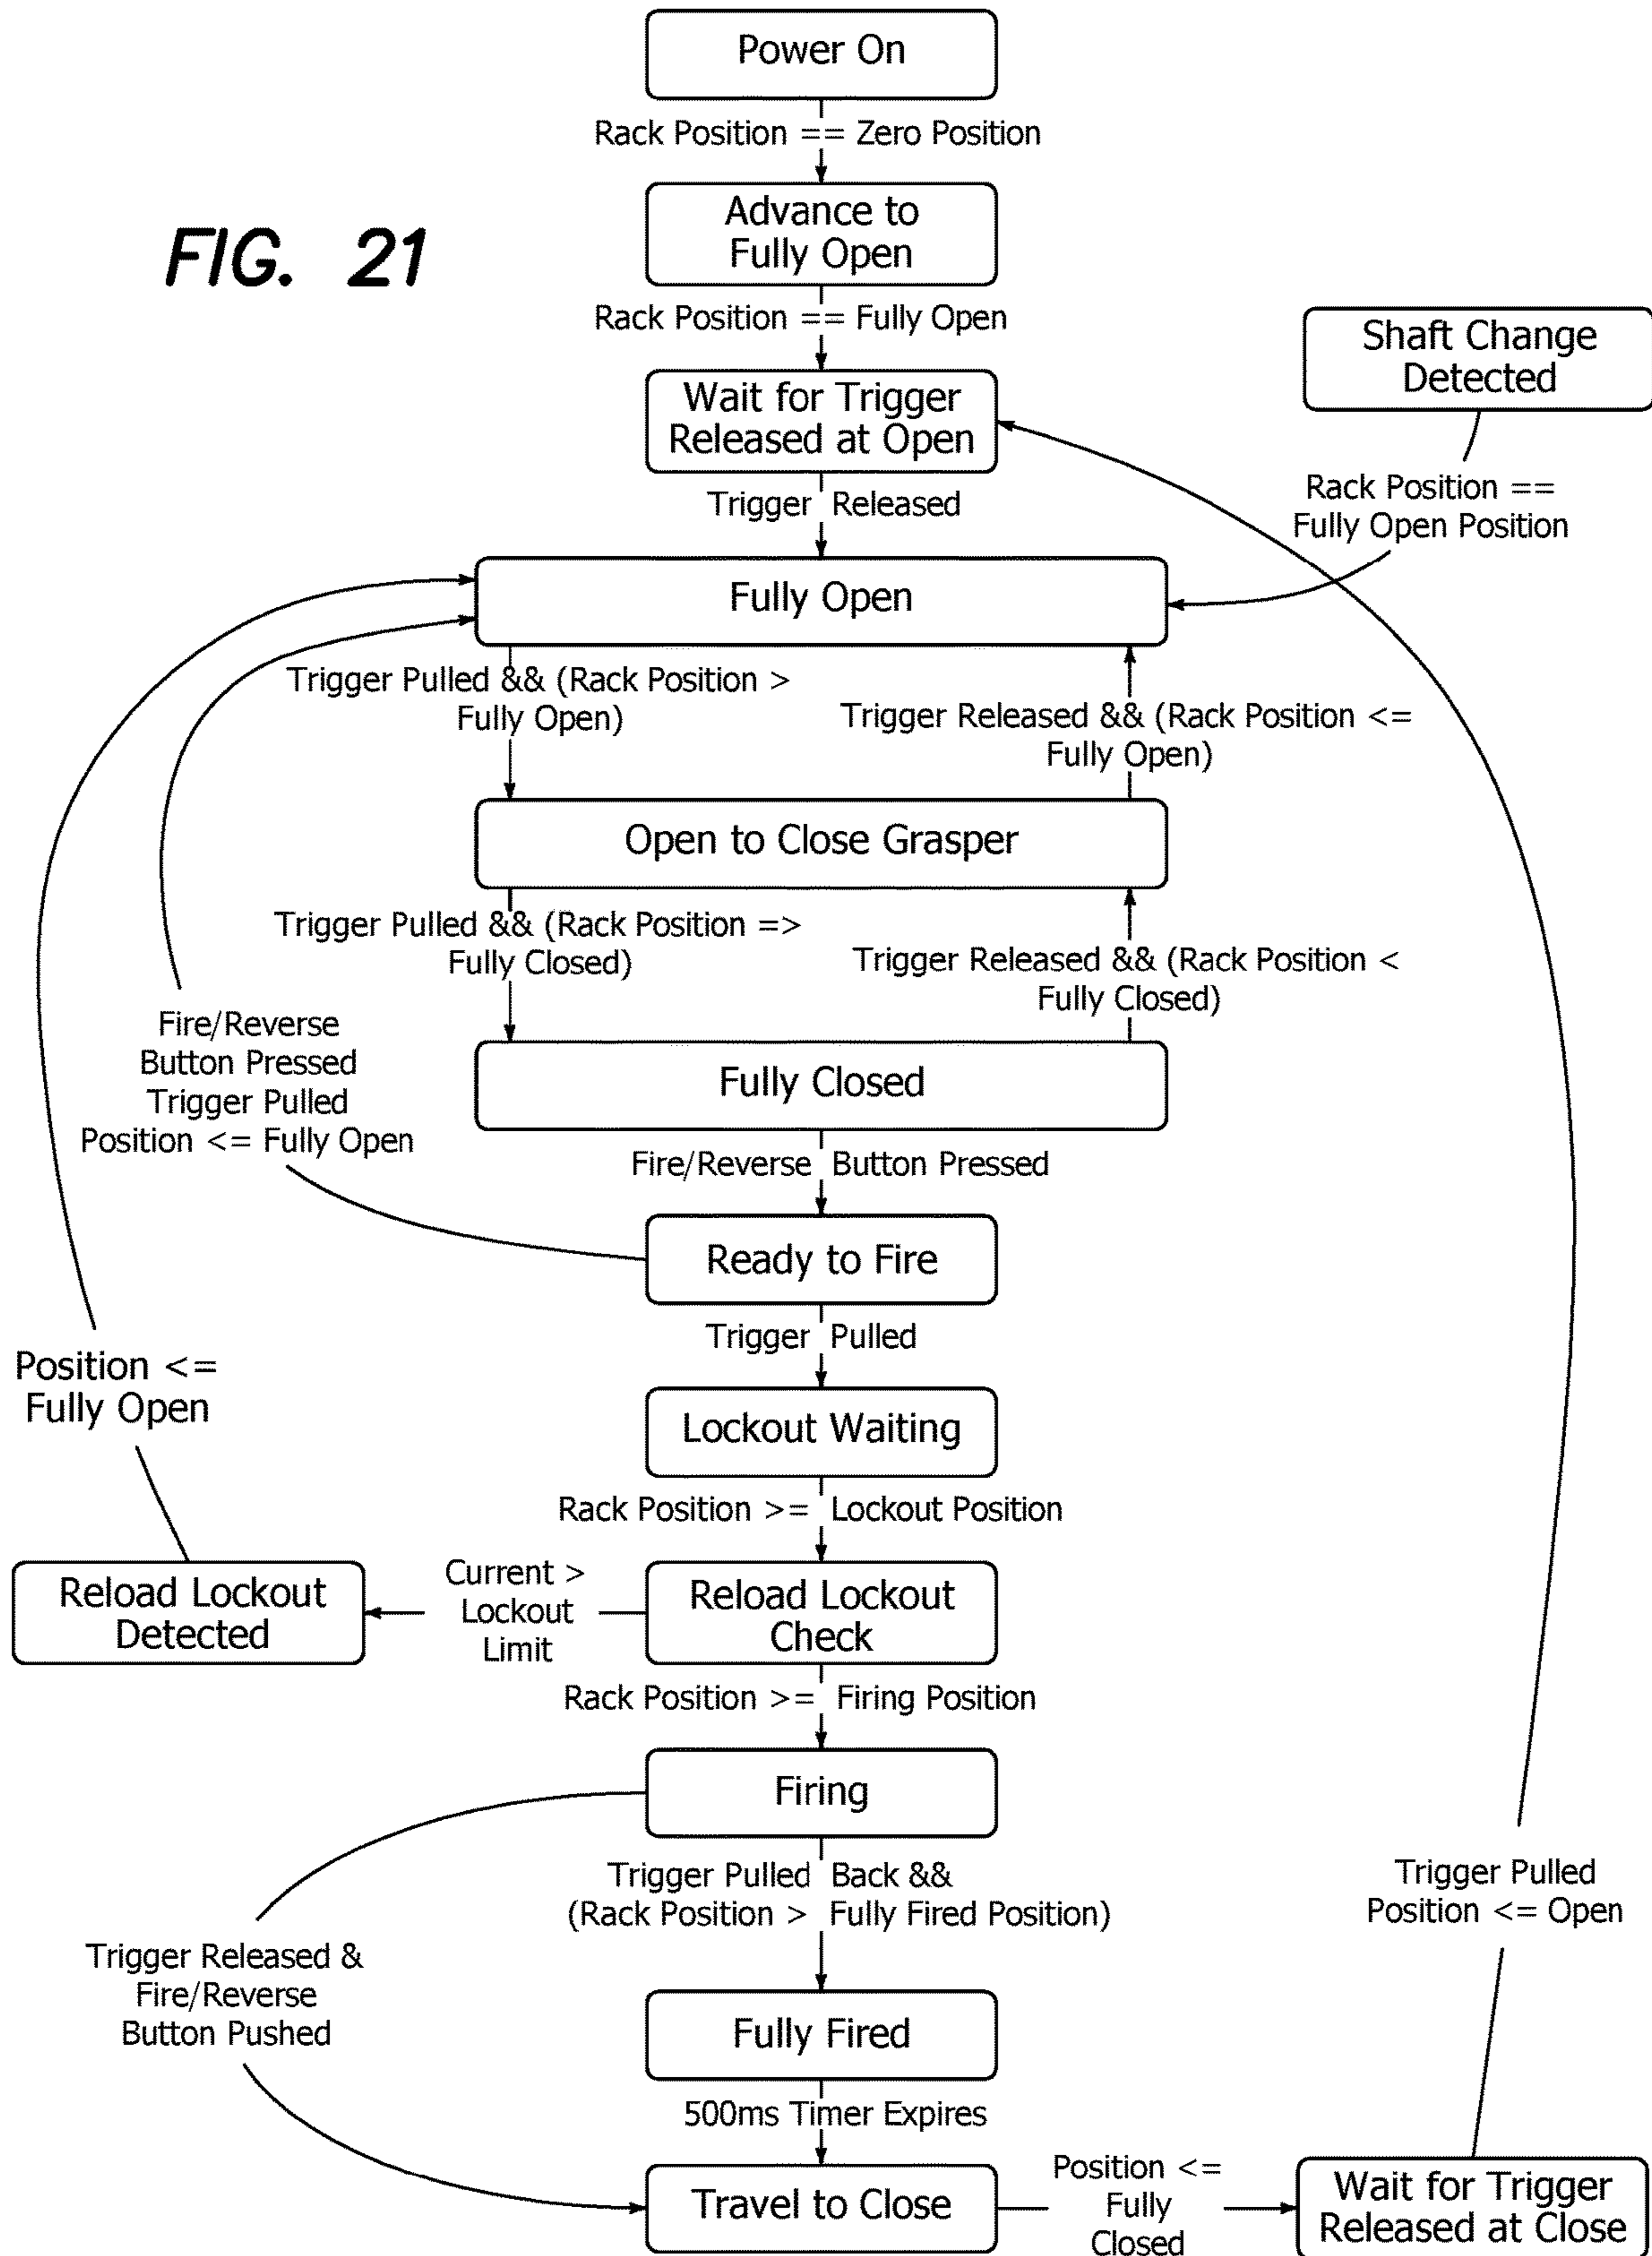 Power On
Rack Position == Zero Position
Advance to
Fully Open
FIG. 21
Rack Position == Fully Open
Shaft Change
Detected
Wait for Trigger
Released at Open
Rack Position ==
Fully Open Position
Trigger Released
Fully Open
Trigger Pulled && (Rack Position >
Fully Open)
Trigger Released && (Rack Position <=
Fully Open)
Open to Close Grasper
Trigger Pulled && (Rack Position =>
Fully Closed)
Trigger Released && (Rack Position <
Fully Closed)
Fire/Reverse
Button Pressed
Trigger Pulled
Position <= Fully Open
Fully Closed
Fire/Reverse Button Pressed
Ready to Fire
Trigger Pulled
Position <=
Fully Open
Lockout Waiting
Rack Position >= Lockout Position
Reload Lockout
Detected
Current >
Lockout
Limit
Reload Lockout
Check
Rack Position >= Firing Position
Firing
Trigger Pulled Back &&
(Rack Position > Fully Fired Position)
Trigger Pulled
Position <= Open
Trigger Released &
Fire/Reverse
Button Pushed
Fully Fired
500ms Timer Expires
Travel to Close
Position <=
Fully
Closed
Wait for Trigger
Released at Close